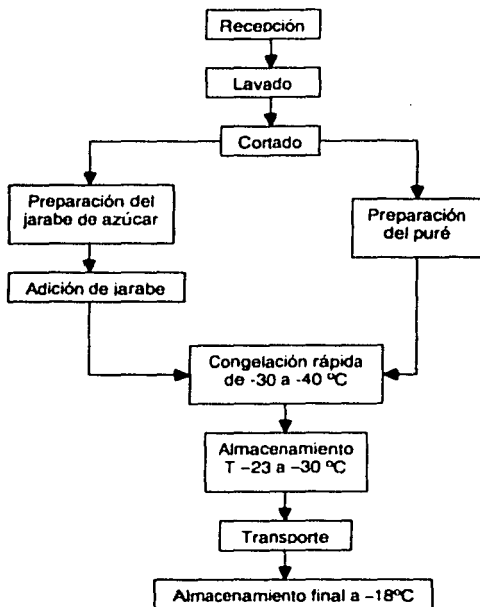 Recepción
Lavado
Cortado
Preparación del
jarabe de azúcar
Adición de jarabe
Preparación
del puré
Congelación rápida
de -30 a -40 ºC
Almacenamiento
T -23 a -30 ºC
Transporte
Almacenamiento final a -18ºC